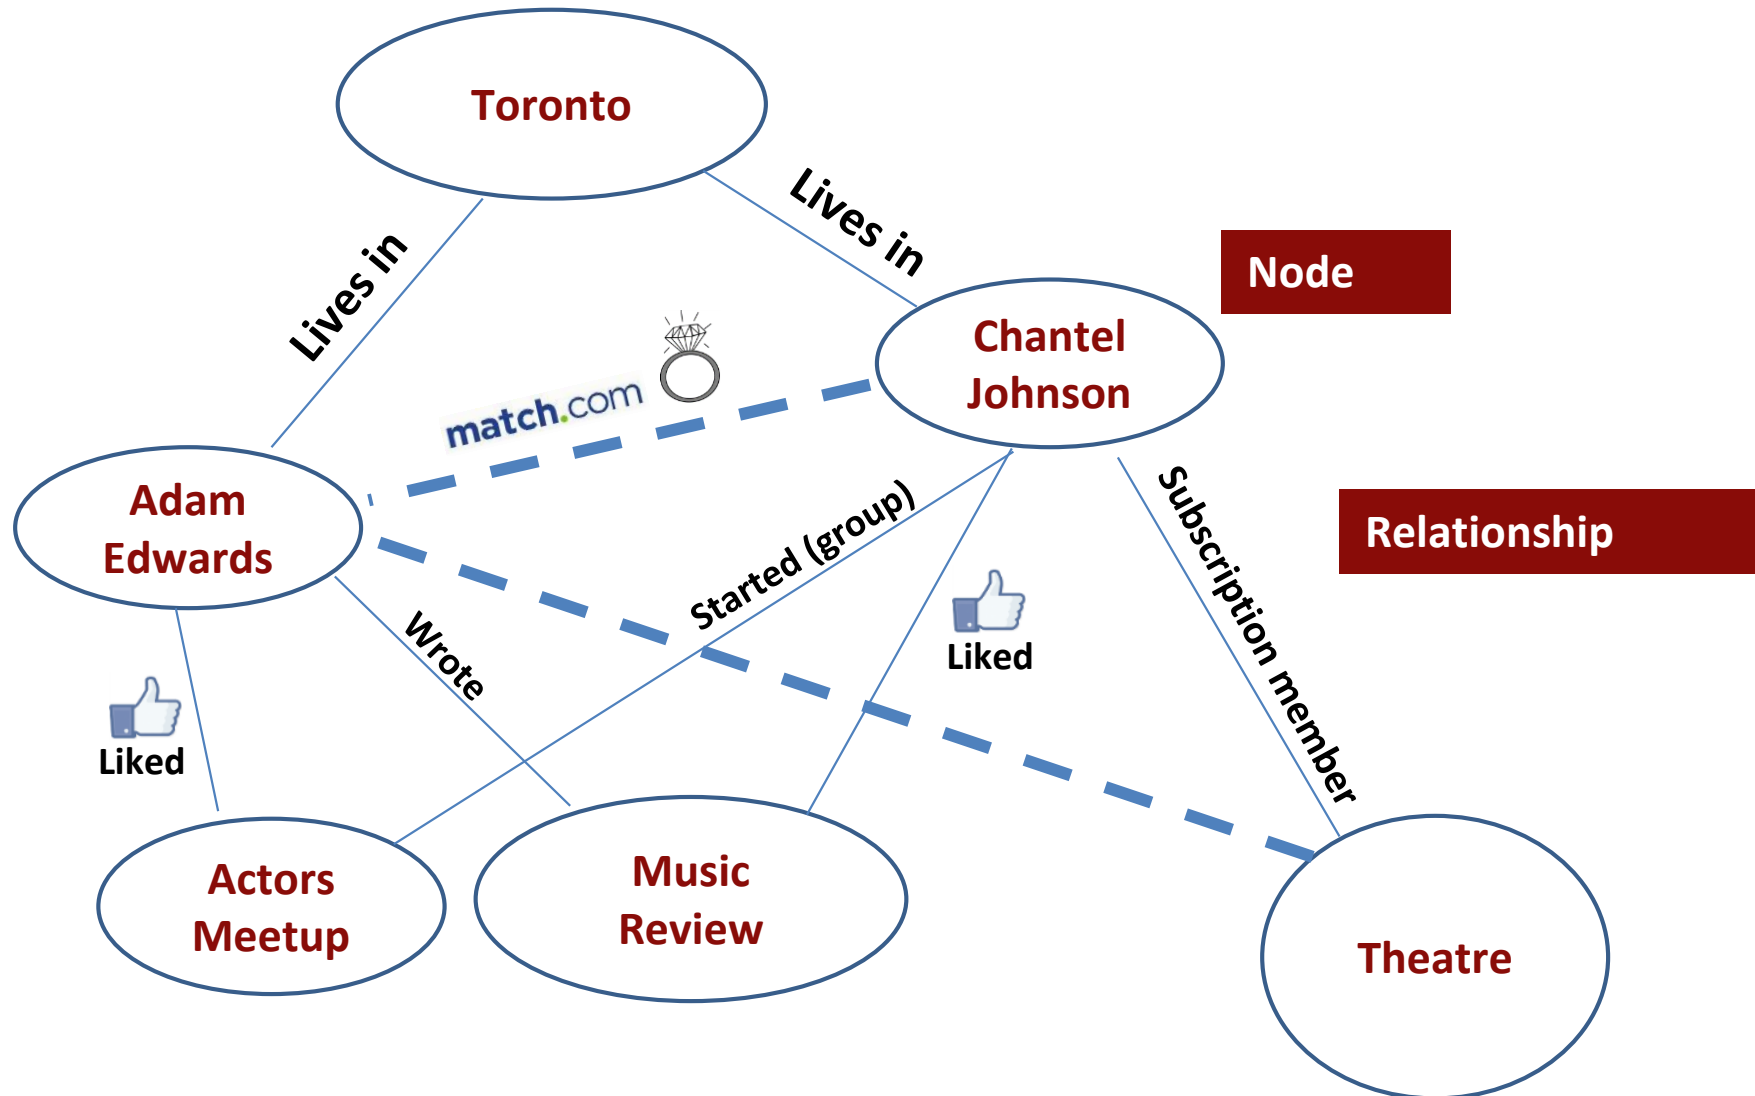 Toronto
Lives in
Lives in
Node
Chantel
Johnson
match.com
Adam
Edwards
Subscription member
Relationship
Started (group)
Wrote
Liked
Liked
Actors
Meetup
Music
Review
Theatre